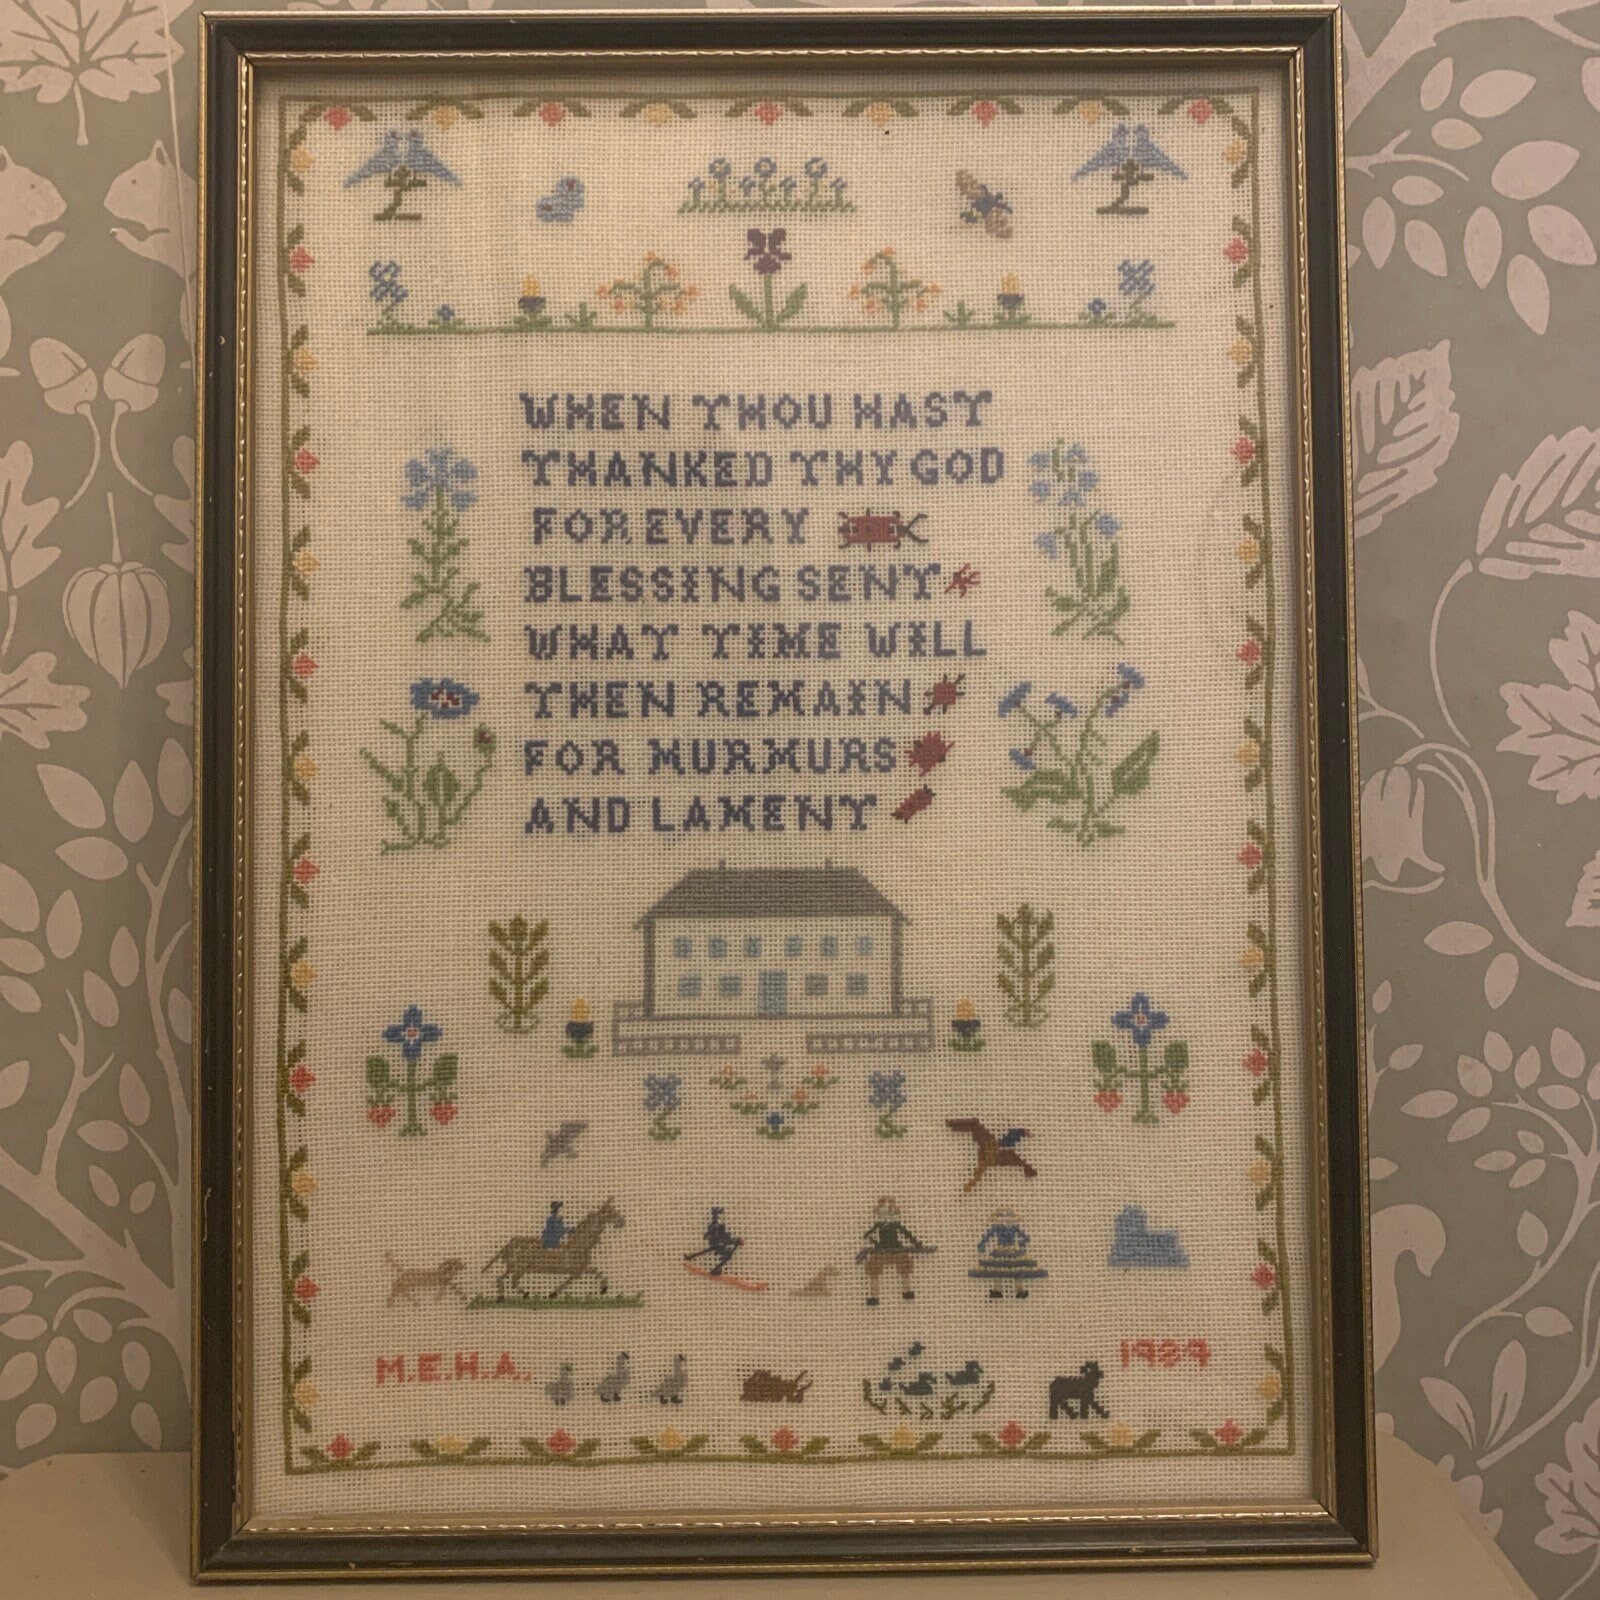 WHEN THOU HAST
THANKED THY GOD
FOR EVERY
BLESSING SENT
WHAT TIME WILL
THEN REMAIN
FOR MURMURS
AND LAMENT
M.E.H.A. 1989